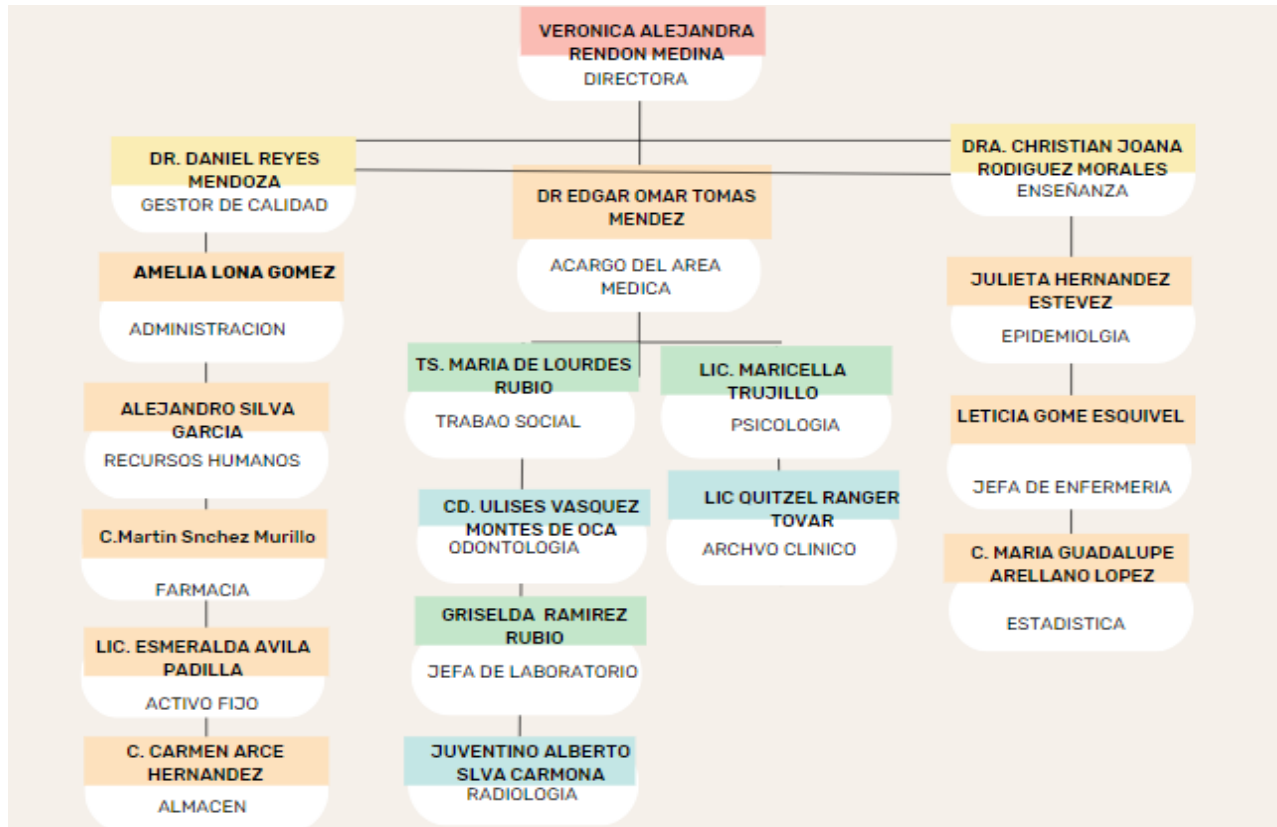 VERONICA ALEJANDRA
RENDON MEDINA
DIRECTORA
DR. DANIEL REYES
MENDOZA
GESTOR DE CALIDAD
AMELIA LONA GOMEZ
ADMINISTRACION
ALEJANDRO SILVA
GARCIA
RECURSOS HUMANOS
C.Martin Snchez Murillo
FARMACIA
LIC. ESMERALDA AVILA
PADILLA
ACTIVO FIJO
C. CARMEN ARCE
HERNANDEZ
ALMACEN
DR EDGAR OMAR TOMAS
MENDEZ
ACARGO DEL AREA
MEDICA
TS. MARIA DE LOURDES
RUBIO
TRABAO SOCIAL
CD. ULISES VASQUEZ
MONTES DE OCA
ODONTOLOGIA
GRISELDA RAMIREZ
RUBIO
JEFA DE LABORATORIO
JUVENTINO ALBERTO
SLVA CARMONA
RADIOLOGIA
LIC. MARICELLA
TRUJILLO
PSICOLOGIA
LIC QUITZEL RANGER
TOVAR
ARCHVO CLINICO
DRA. CHRISTIAN JOANA
RODIGUEZ MORALES
ENSEÑANZA
JULIETA HERNANDEZ
ESTEVEZ
EPIDEMIOLGIA
LETICIA GOME ESQUIVEL
JEFA DE ENFERMERIA
C. MARIA GUADALUPE
ARELLANO LOPEZ
ESTADISTICA